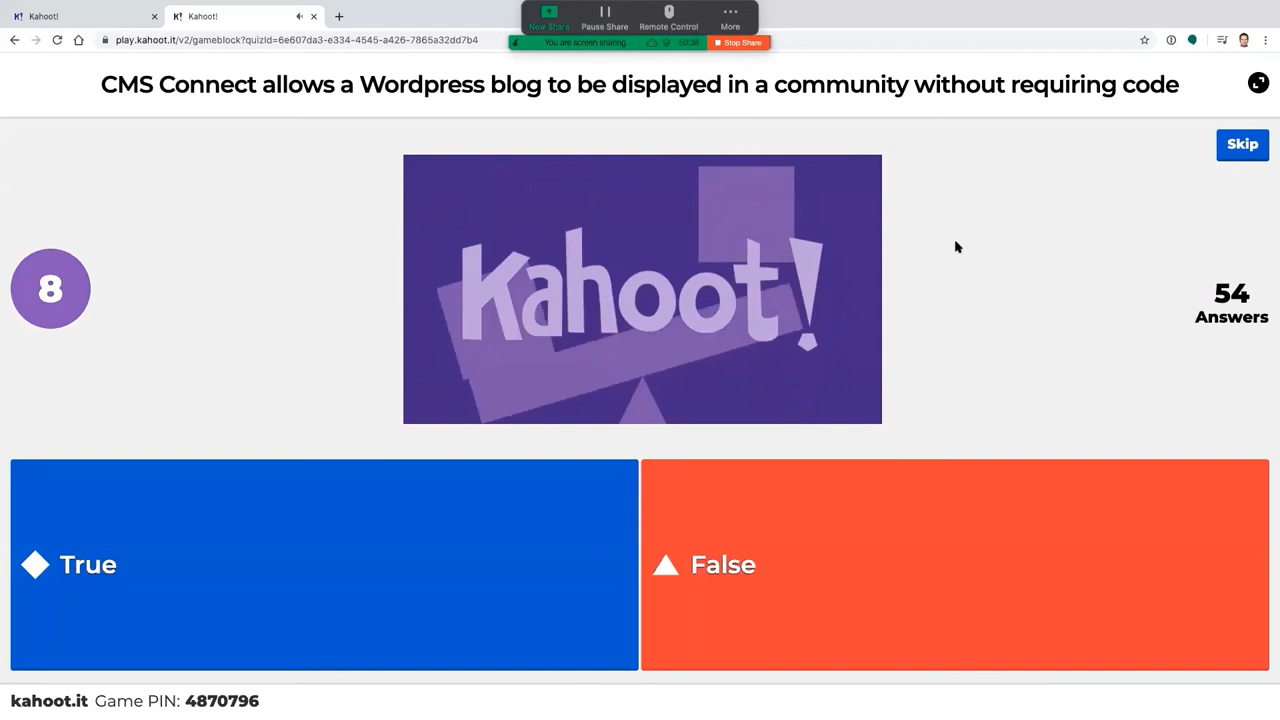 Kahoot!
Kahoot!
New Share
Pause Share
Remote Control
More
play.kahoot.it/v2/gameblock?quizId=6e607da3-e334-4545-a426-7865a32dd7b4
You are screen sharing
Stop Share
CMS Connect allows a Wordpress blog to be displayed in a community without requiring code
Skip
Kahoot!
8
54
Answers
True
False
kahoot.it Game PIN: 4870796